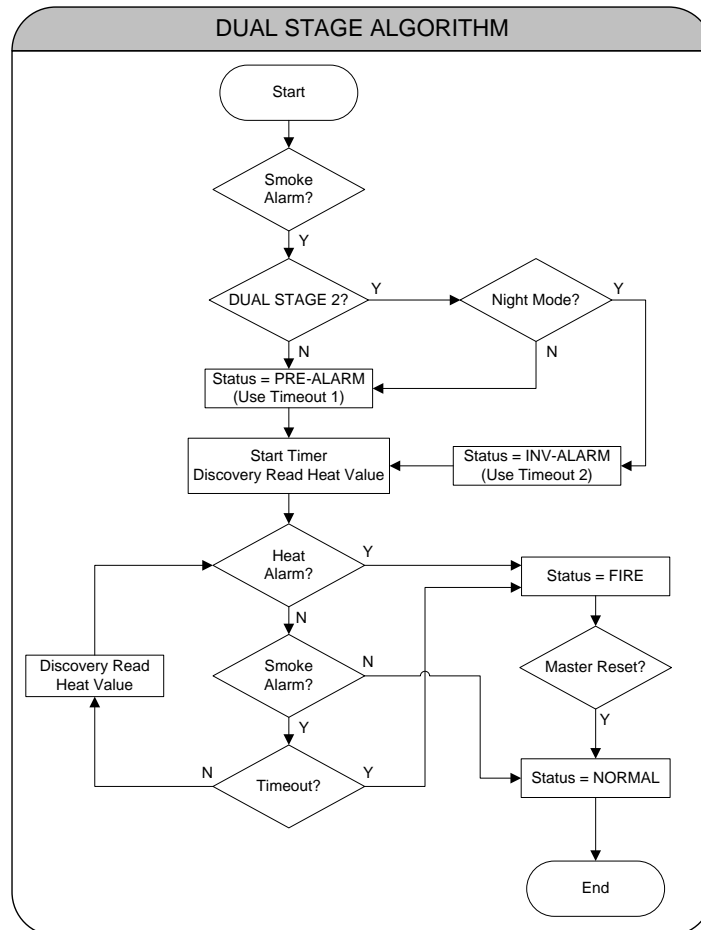 DUAL STAGE ALGORITHM
Start
Smoke
Alarm?
Y
DUAL STAGE 2?
Y
Night Mode?
Y
N
N
Status = PRE-ALARM
(Use Timeout 1)
Start Timer
Discovery Read Heat Value
Status = INV-ALARM
(Use Timeout 2)
Heat
Alarm?
Y
Status = FIRE
N
Discovery Read
Heat Value
Smoke
Alarm?
N
Master Reset?
Y
Y
N
Timeout?
Y
Status = NORMAL
End